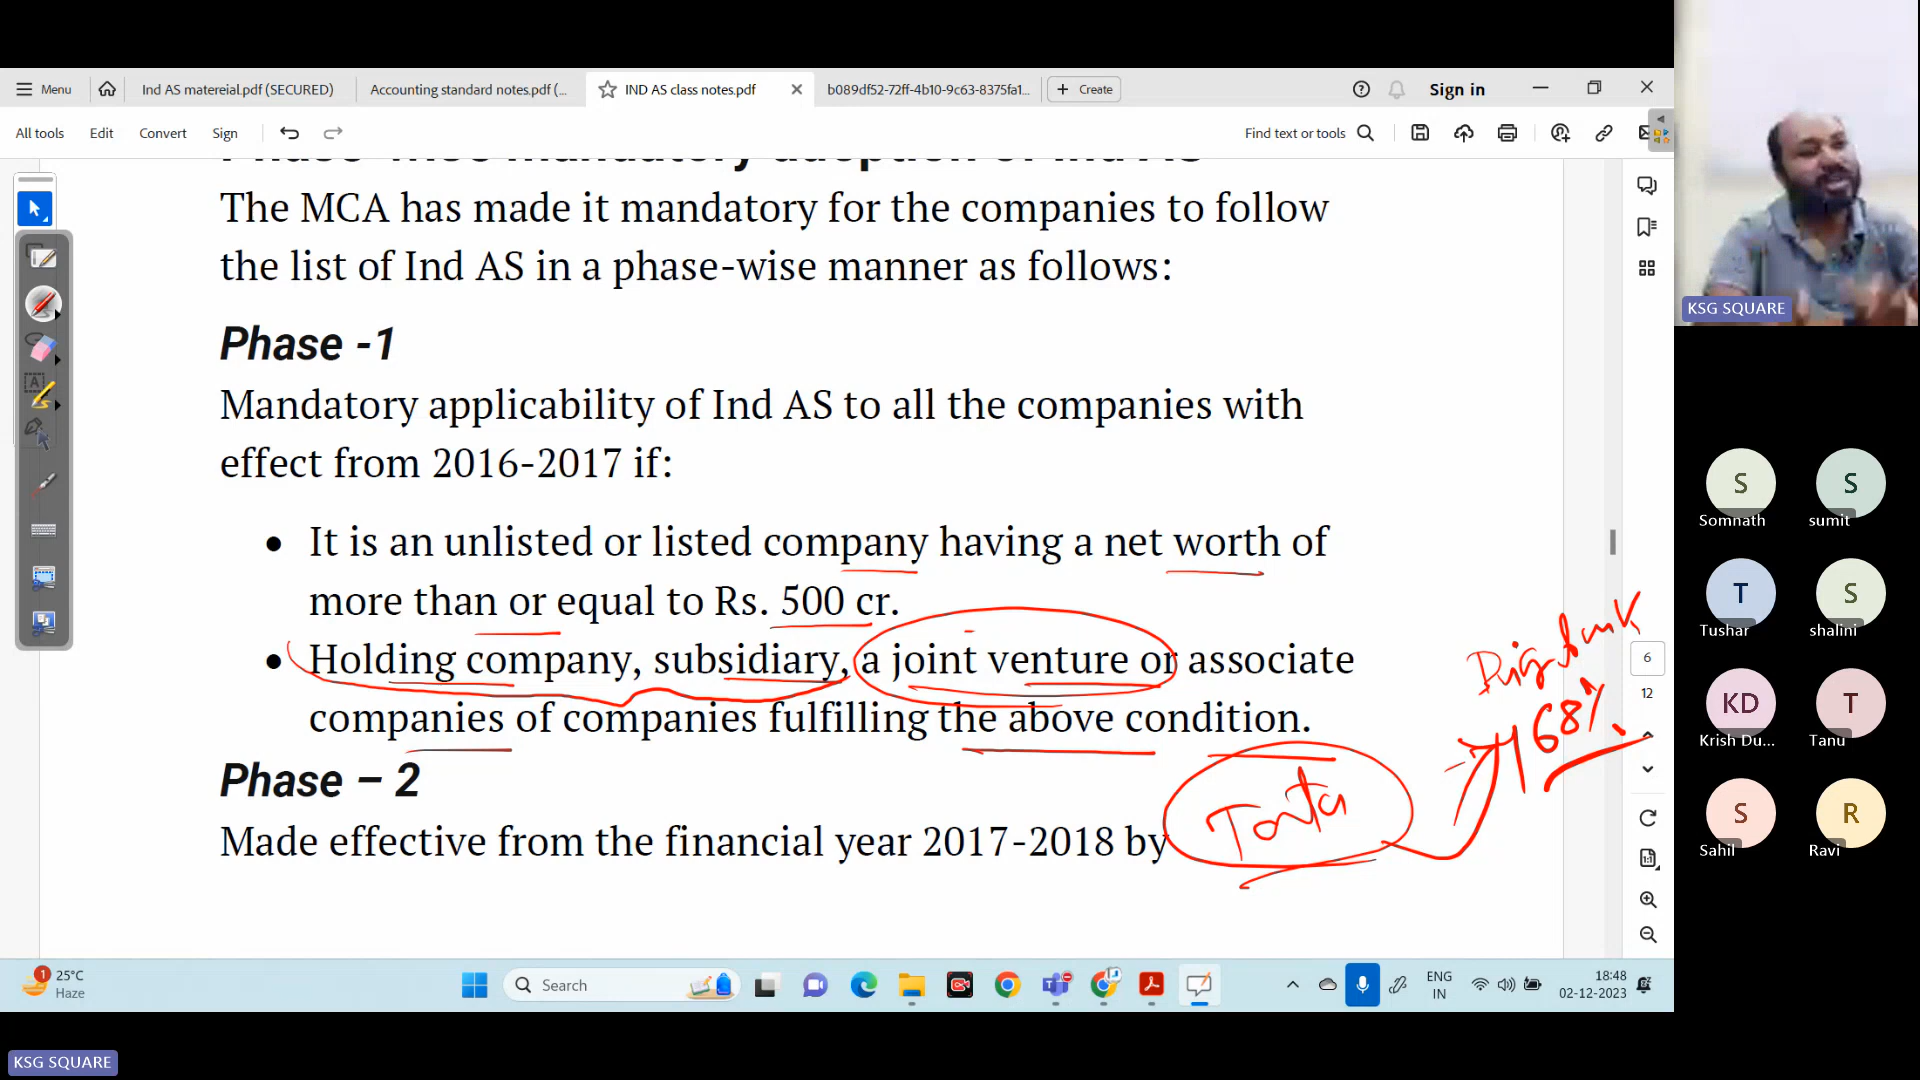 Menu
Ind AS matereial.pdf (SECURED)
Accounting standard notes.pdf (...
IND AS class notes.pdf
b089df52-72ff-4b10-9c63-8375fa1...
+ Create
Sign in
All tools
Edit
Convert
Sign
Find text or tools
The MCA has made it mandatory for the companies to follow
the list of Ind AS in a phase-wise manner as follows:
Phase -1
Mandatory applicability of Ind AS to all the companies with
effect from 2016-2017 if:
• It is an unlisted or listed company having a net worth of
more than or equal to Rs. 500 cr.
• Holding company, subsidiary, a joint venture or associate
companies of companies fulfilling the above condition.
68%
Tata
Phase – 2
Made effective from the financial year 2017-2018 by
6
12
1:1
KSG SQUARE
S
Somnath
S
sumit
T
Tushar
S
shalini
KD
Krish Du...
T
Tanu
S
Sahil
R
Ravi
1
25°C
Haze
Search
ENG
IN
18:48
02-12-2023
KSG SQUARE